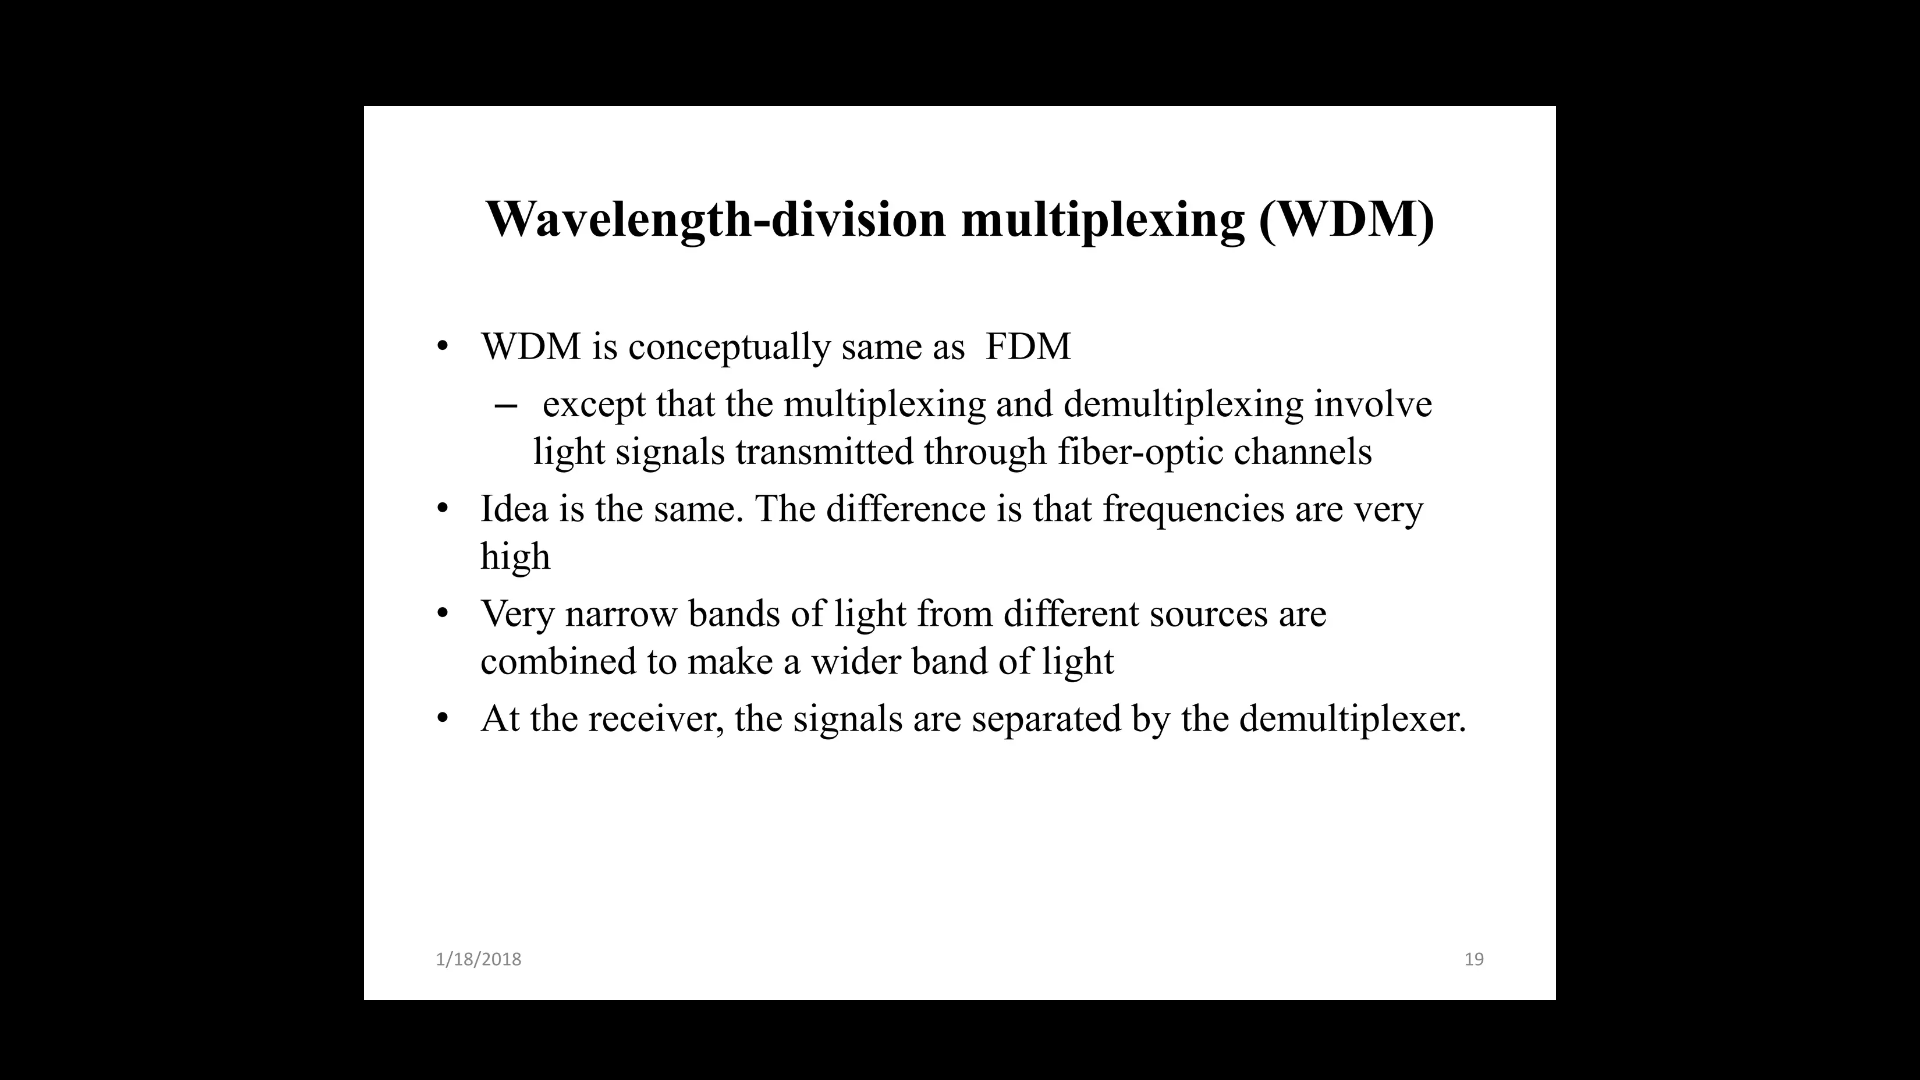 Wavelength-division multiplexing (WDM)
• WDM is conceptually same as  FDM
– except that the multiplexing and demultiplexing involve
light signals transmitted through fiber-optic channels
• Idea is the same. The difference is that frequencies are very
high
• Very narrow bands of light from different sources are
combined to make a wider band of light
• At the receiver, the signals are separated by the demultiplexer.
1/18/2018
19